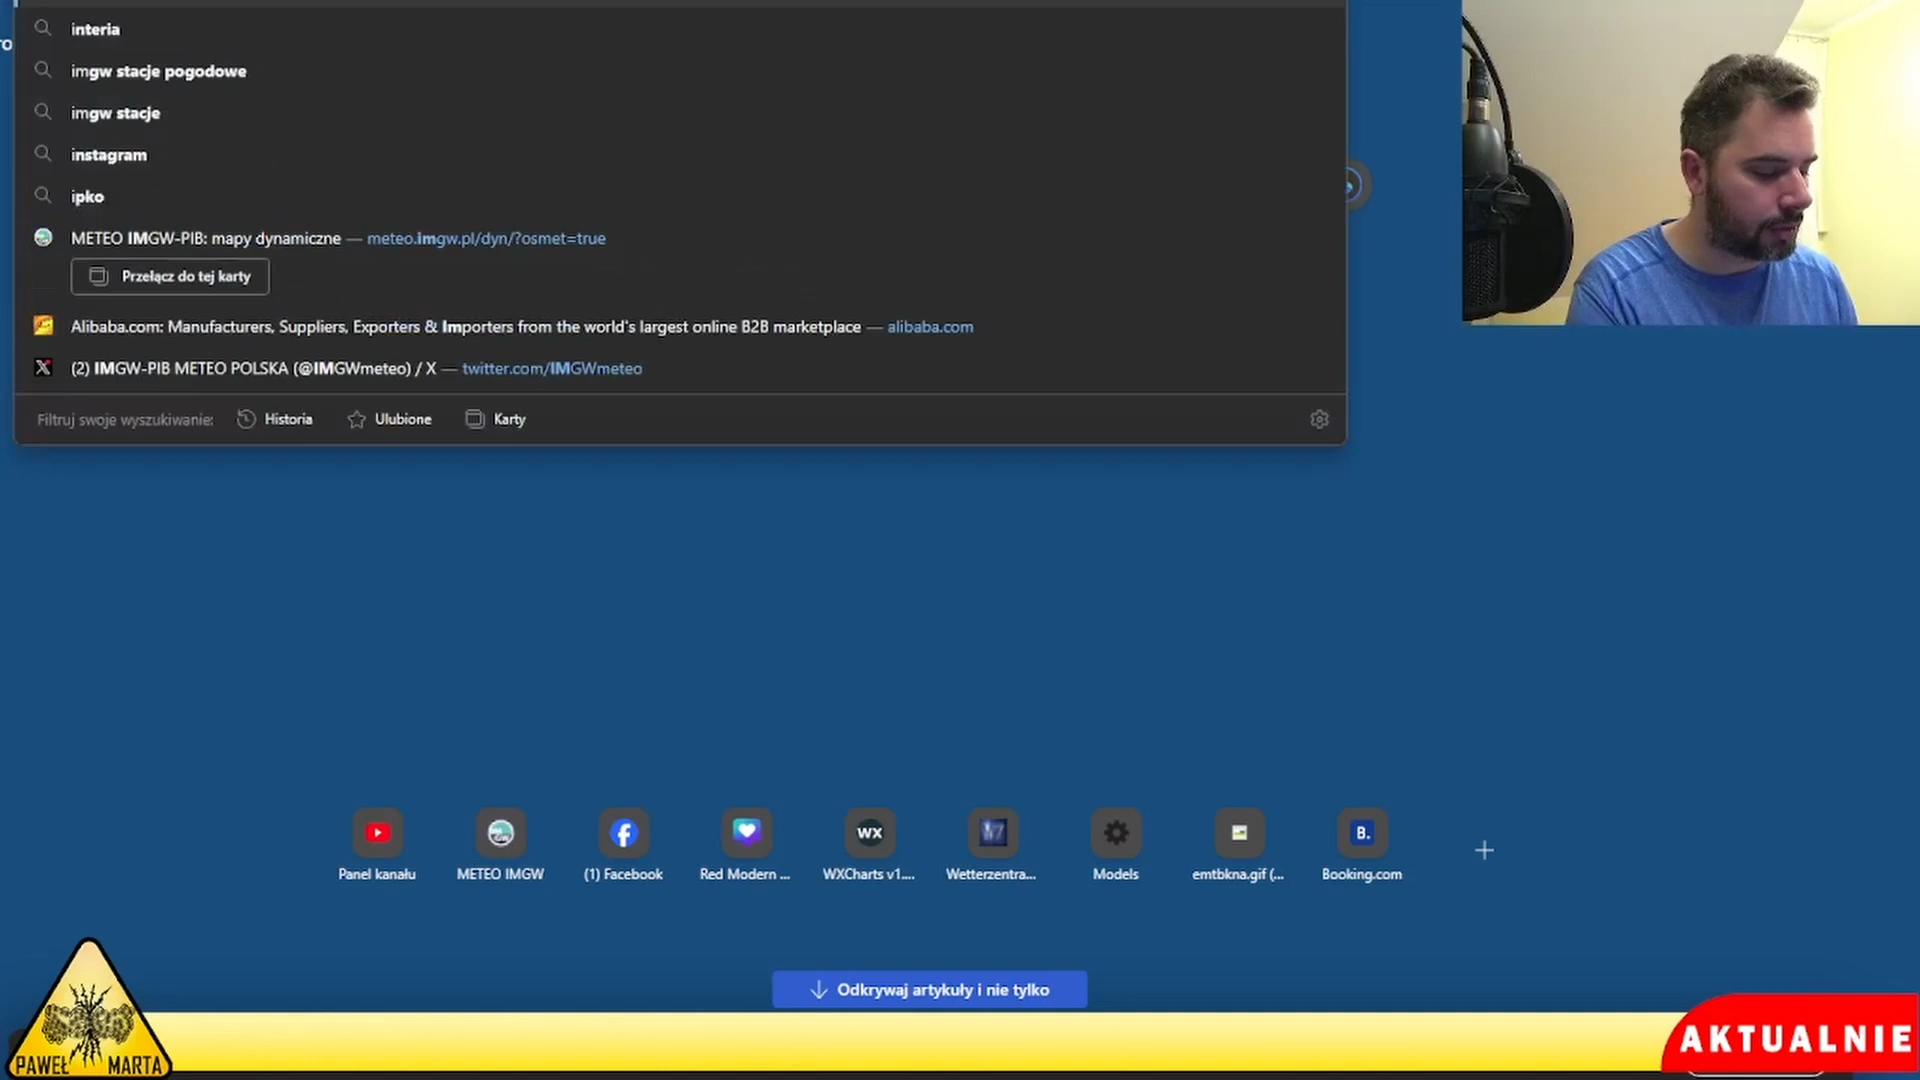 interia
imgw stacje pogodowe
imgw stacje
instagram
ipko
METEO IMGW-PIB: mapy dynamiczne — meteo.imgw.pl/dyn/?osmet=true
Przełącz do tej karty
Alibaba.com: Manufacturers, Suppliers, Exporters & Importers from the world's largest online B2B marketplace — alibaba.com
(2) IMGW-PIB METEO POLSKA (@IMGWmeteo) / X — twitter.com/IMGWmeteo
Filtruj swoje wyszukiwanie: Historia Ulubione Karty
WX B.
Panel kanału METEO IMGW (1) Facebook Red Modern ... WXCharts v1.... Wetterzentra... Models emtbkna.gif (... Booking.com
Odkrywaj artykuły i nie tylko
PAWEŁ MARTA
AKTUALNIE